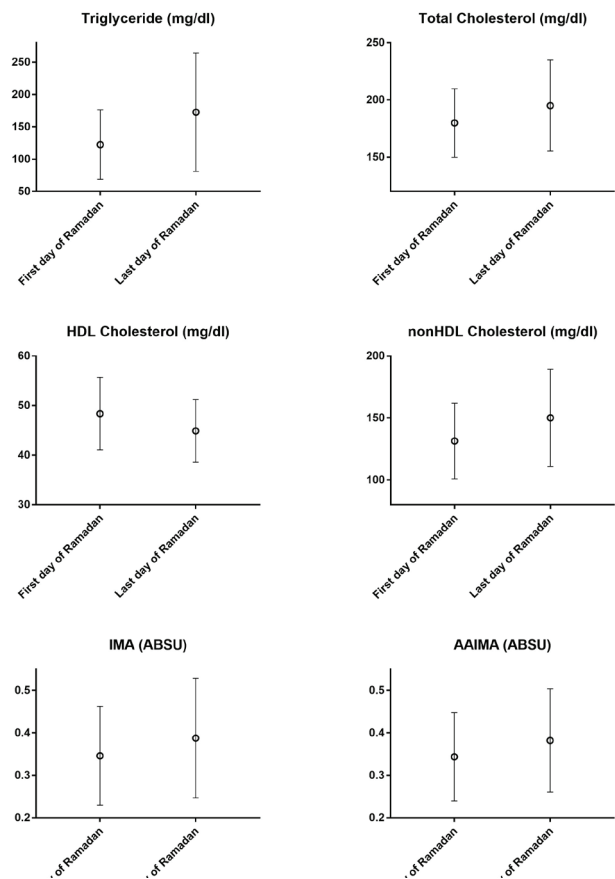 Triglyceride (mg/dl)
250
200
150
100
50
First day of Ramadan
Last day of Ramadan
Total Cholesterol (mg/dl)
250
200
150
First day of Ramadan
Last day of Ramadan
HDL Cholesterol (mg/dl)
60
50
40
30
First day of Ramadan
Last day of Ramadan
nonHDL Cholesterol (mg/dl)
200
150
100
First day of Ramadan
Last day of Ramadan
IMA (ABSU)
0.5
0.4
0.3
0.2
of Ramadan
of Ramadan
AAIMA (ABSU)
0.5
0.4
0.3
0.2
of Ramadan
of Ramadan